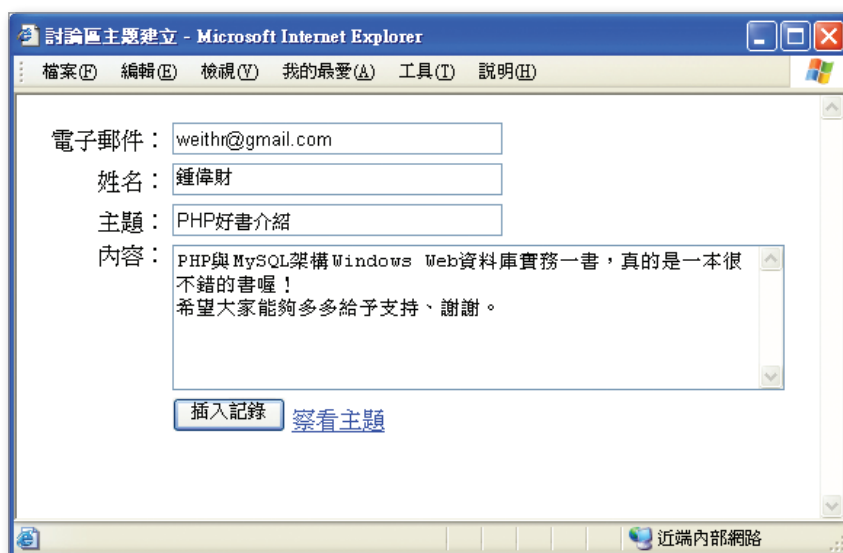 討論區主題建立 - Microsoft Internet Explorer
檔案(F) 編輯(E) 檢視(V) 我的最愛(A) 工具(T) 說明(H)
電子郵件： weithr@gmail.com
姓名： 鍾偉財
主題： PHP好書介紹
內容： PHP與MySQL架構Windows Web資料庫實務一書，真的是一本很
不錯的書喔！
希望大家能夠多多給予支持、謝謝。
插入記錄 察看主題
近端內部網路